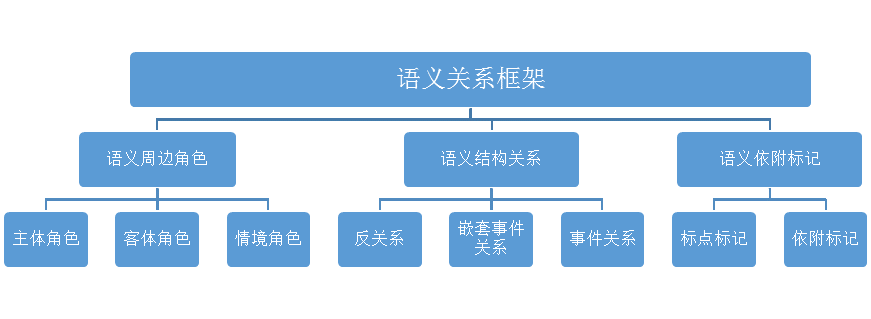 语义关系框架
语义周边角色
语义结构关系
语义依附标记
主体角色
客体角色
情境角色
反关系
嵌套事件
关系
事件关系
标点标记
依附标记